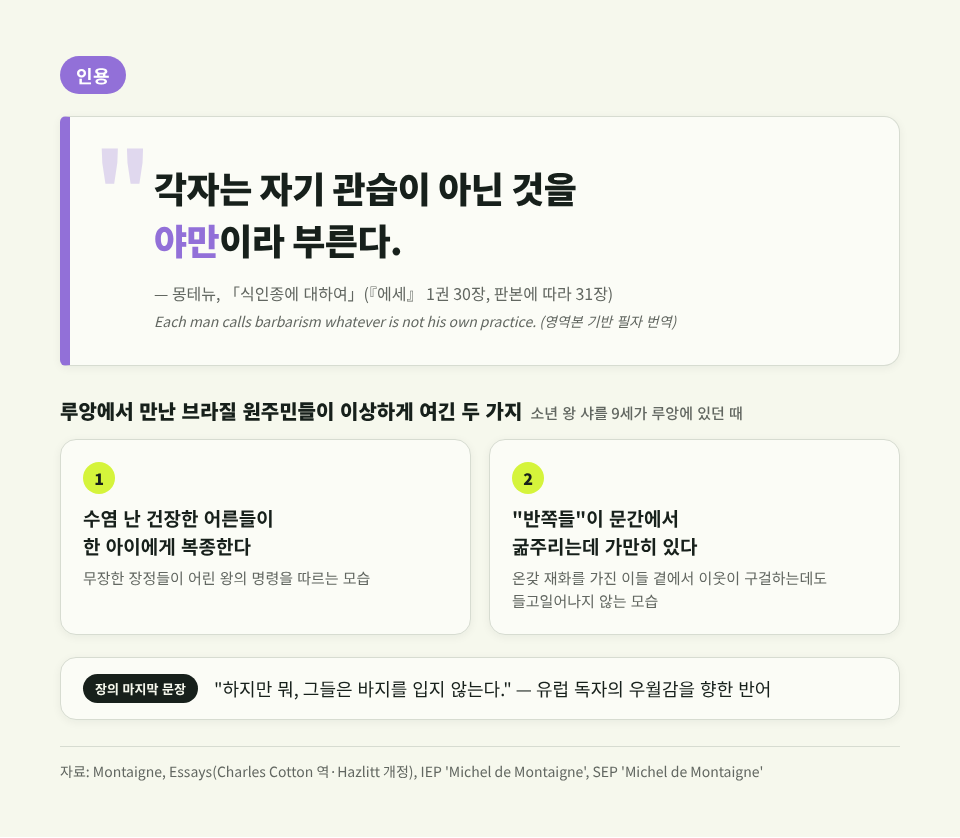 인용
"
각자는 자기 관습이 아닌 것을
야만이라 부른다.
— 몽테뉴, 「식인종에 대하여」(『에세』 1권 30장, 판본에 따라 31장)
Each man calls barbarism whatever is not his own practice. (영역본 기반 필자 번역)
루앙에서 만난 브라질 원주민들이 이상하게 여긴 두 가지 소년 왕 샤를 9세가 루앙에 있던 때
1
수염 난 건장한 어른들이
한 아이에게 복종한다
무장한 장정들이 어린 왕의 명령을 따르는 모습
2
"반쪽들"이 문간에서
굶주리는데 가만히 있다
온갖 재화를 가진 이들 곁에서 이웃이 구걸하는데도
들고일어나지 않는 모습
장의 마지막 문장 "하지만 뭐, 그들은 바지를 입지 않는다." — 유럽 독자의 우월감을 향한 반어
자료: Montaigne, Essays(Charles Cotton 역·Hazlitt 개정), IEP 'Michel de Montaigne', SEP 'Michel de Montaigne'